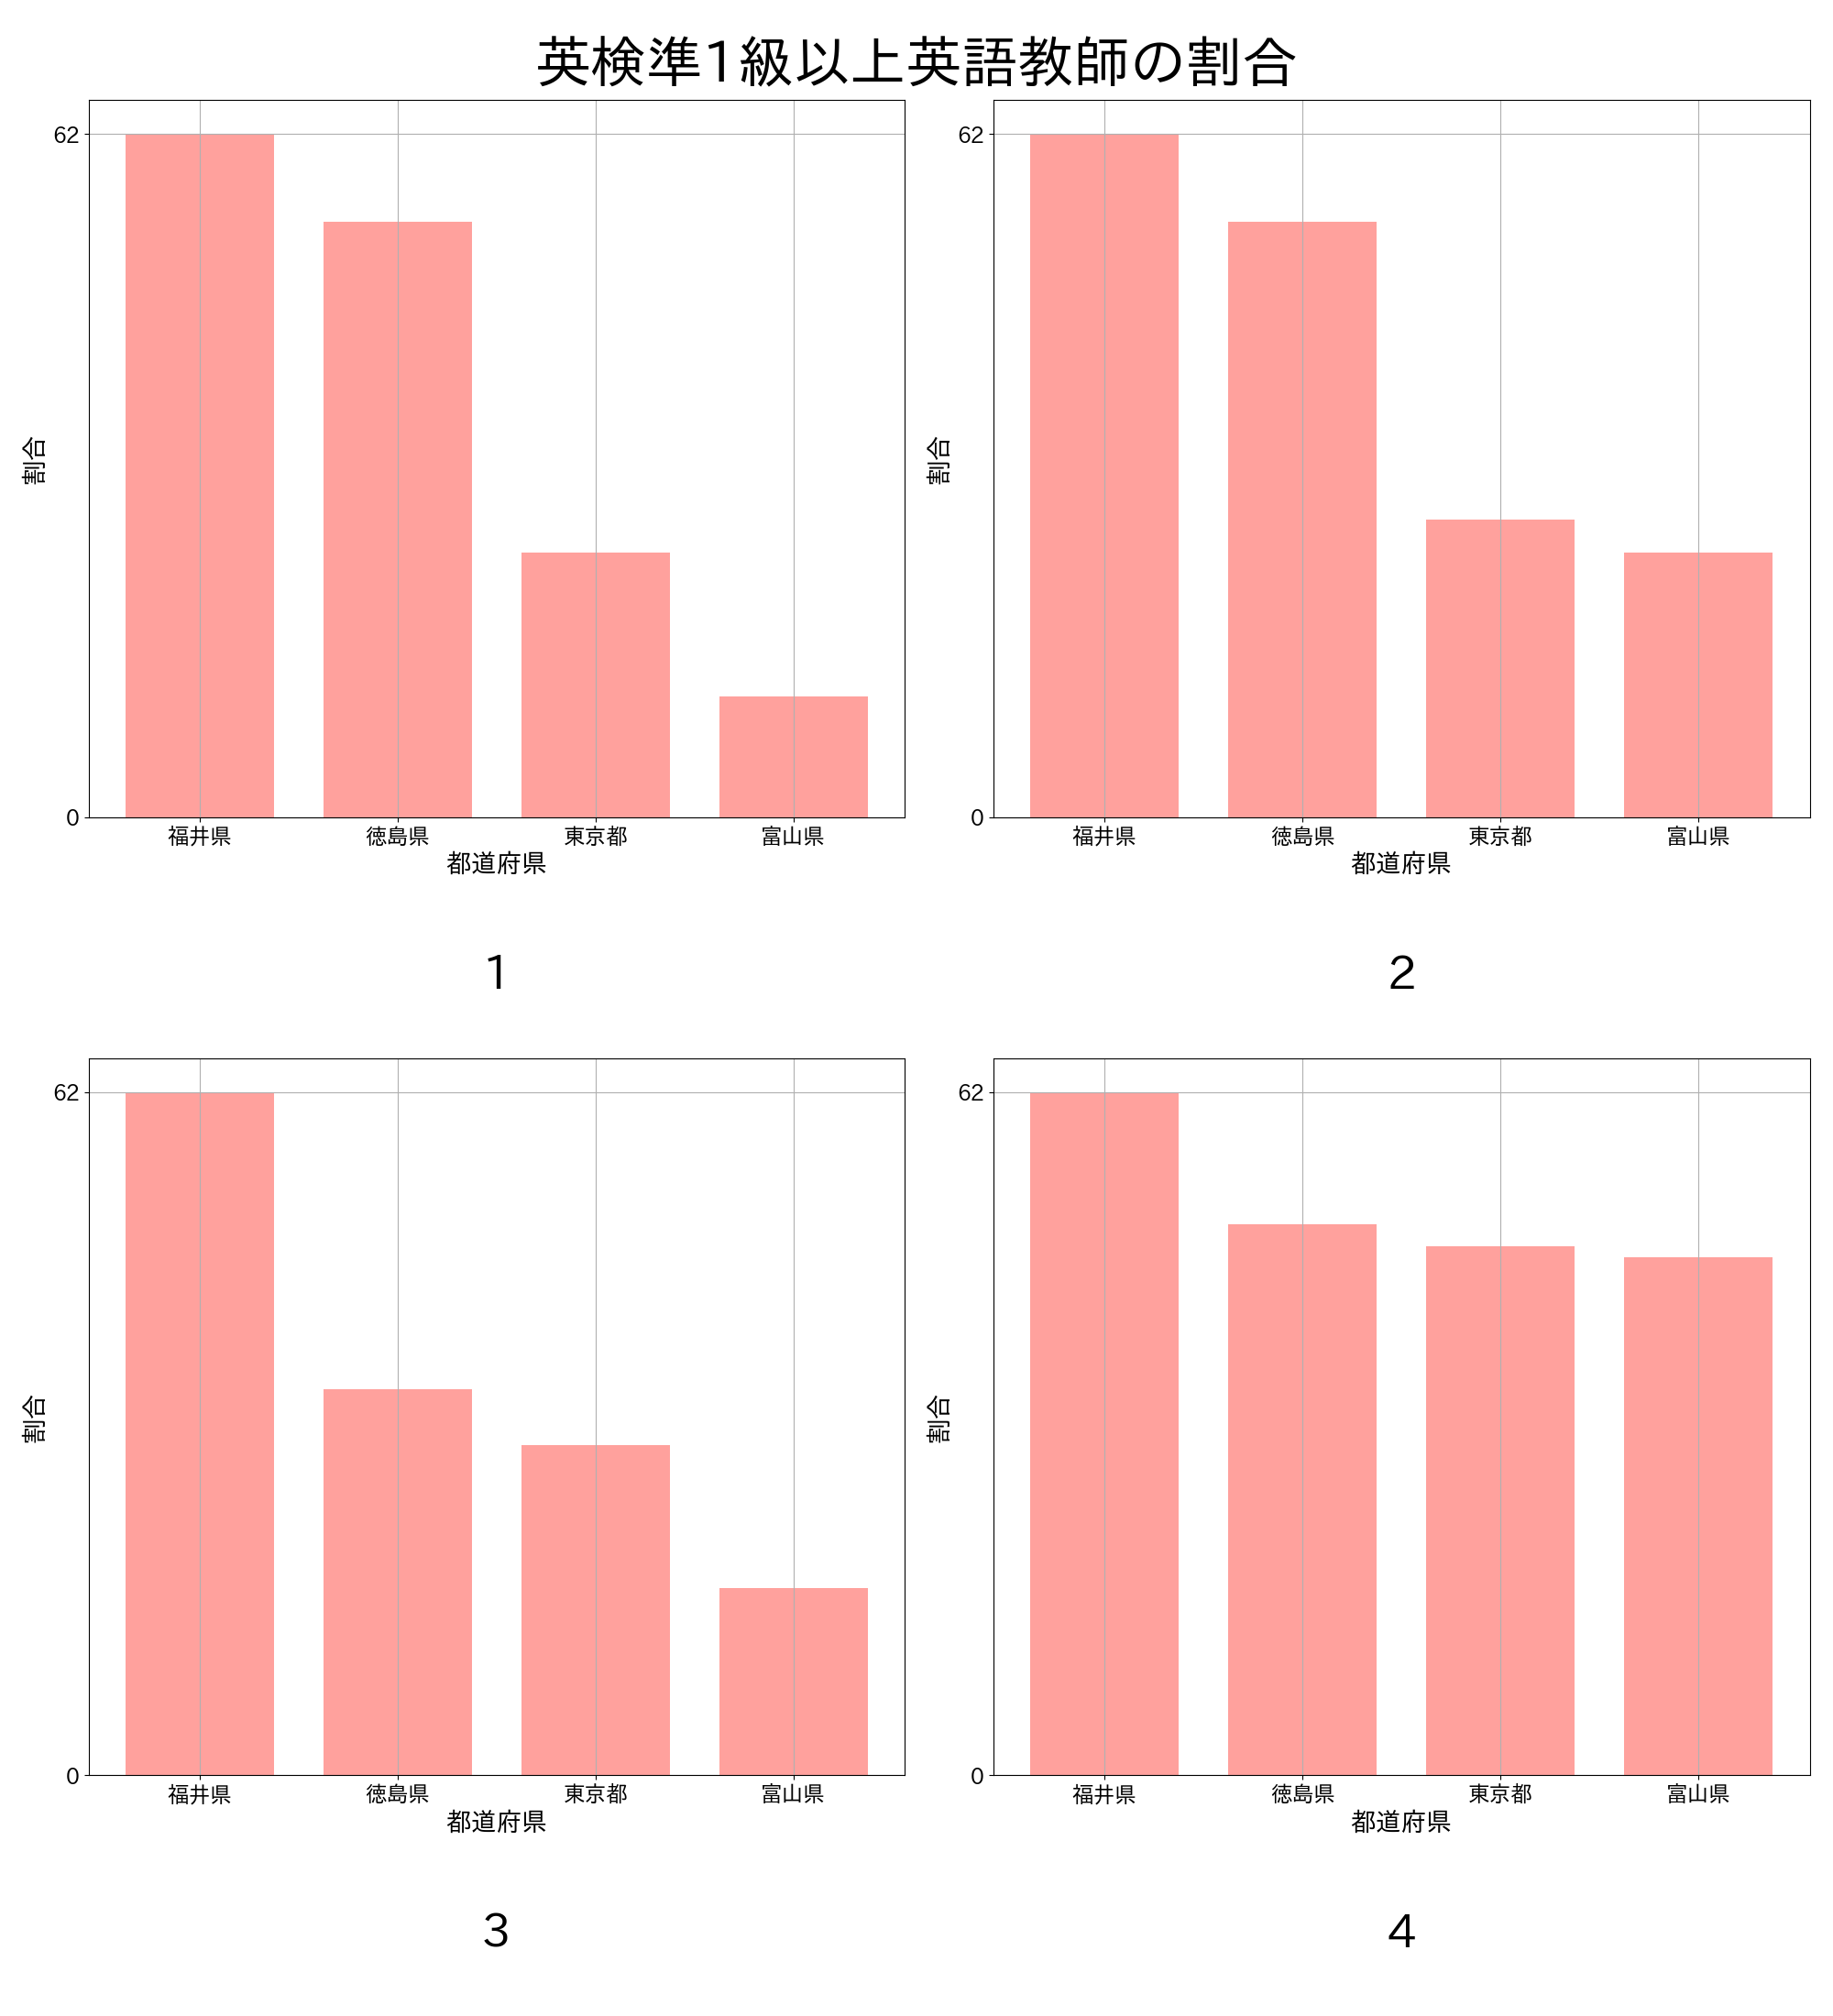 英検準1級以上英語教師の割合
62
0
割合
福井県 徳島県 東京都 富山県
都道府県
1
62
0
割合
福井県 徳島県 東京都 富山県
都道府県
2
62
0
割合
福井県 徳島県 東京都 富山県
都道府県
3
62
0
割合
福井県 徳島県 東京都 富山県
都道府県
4